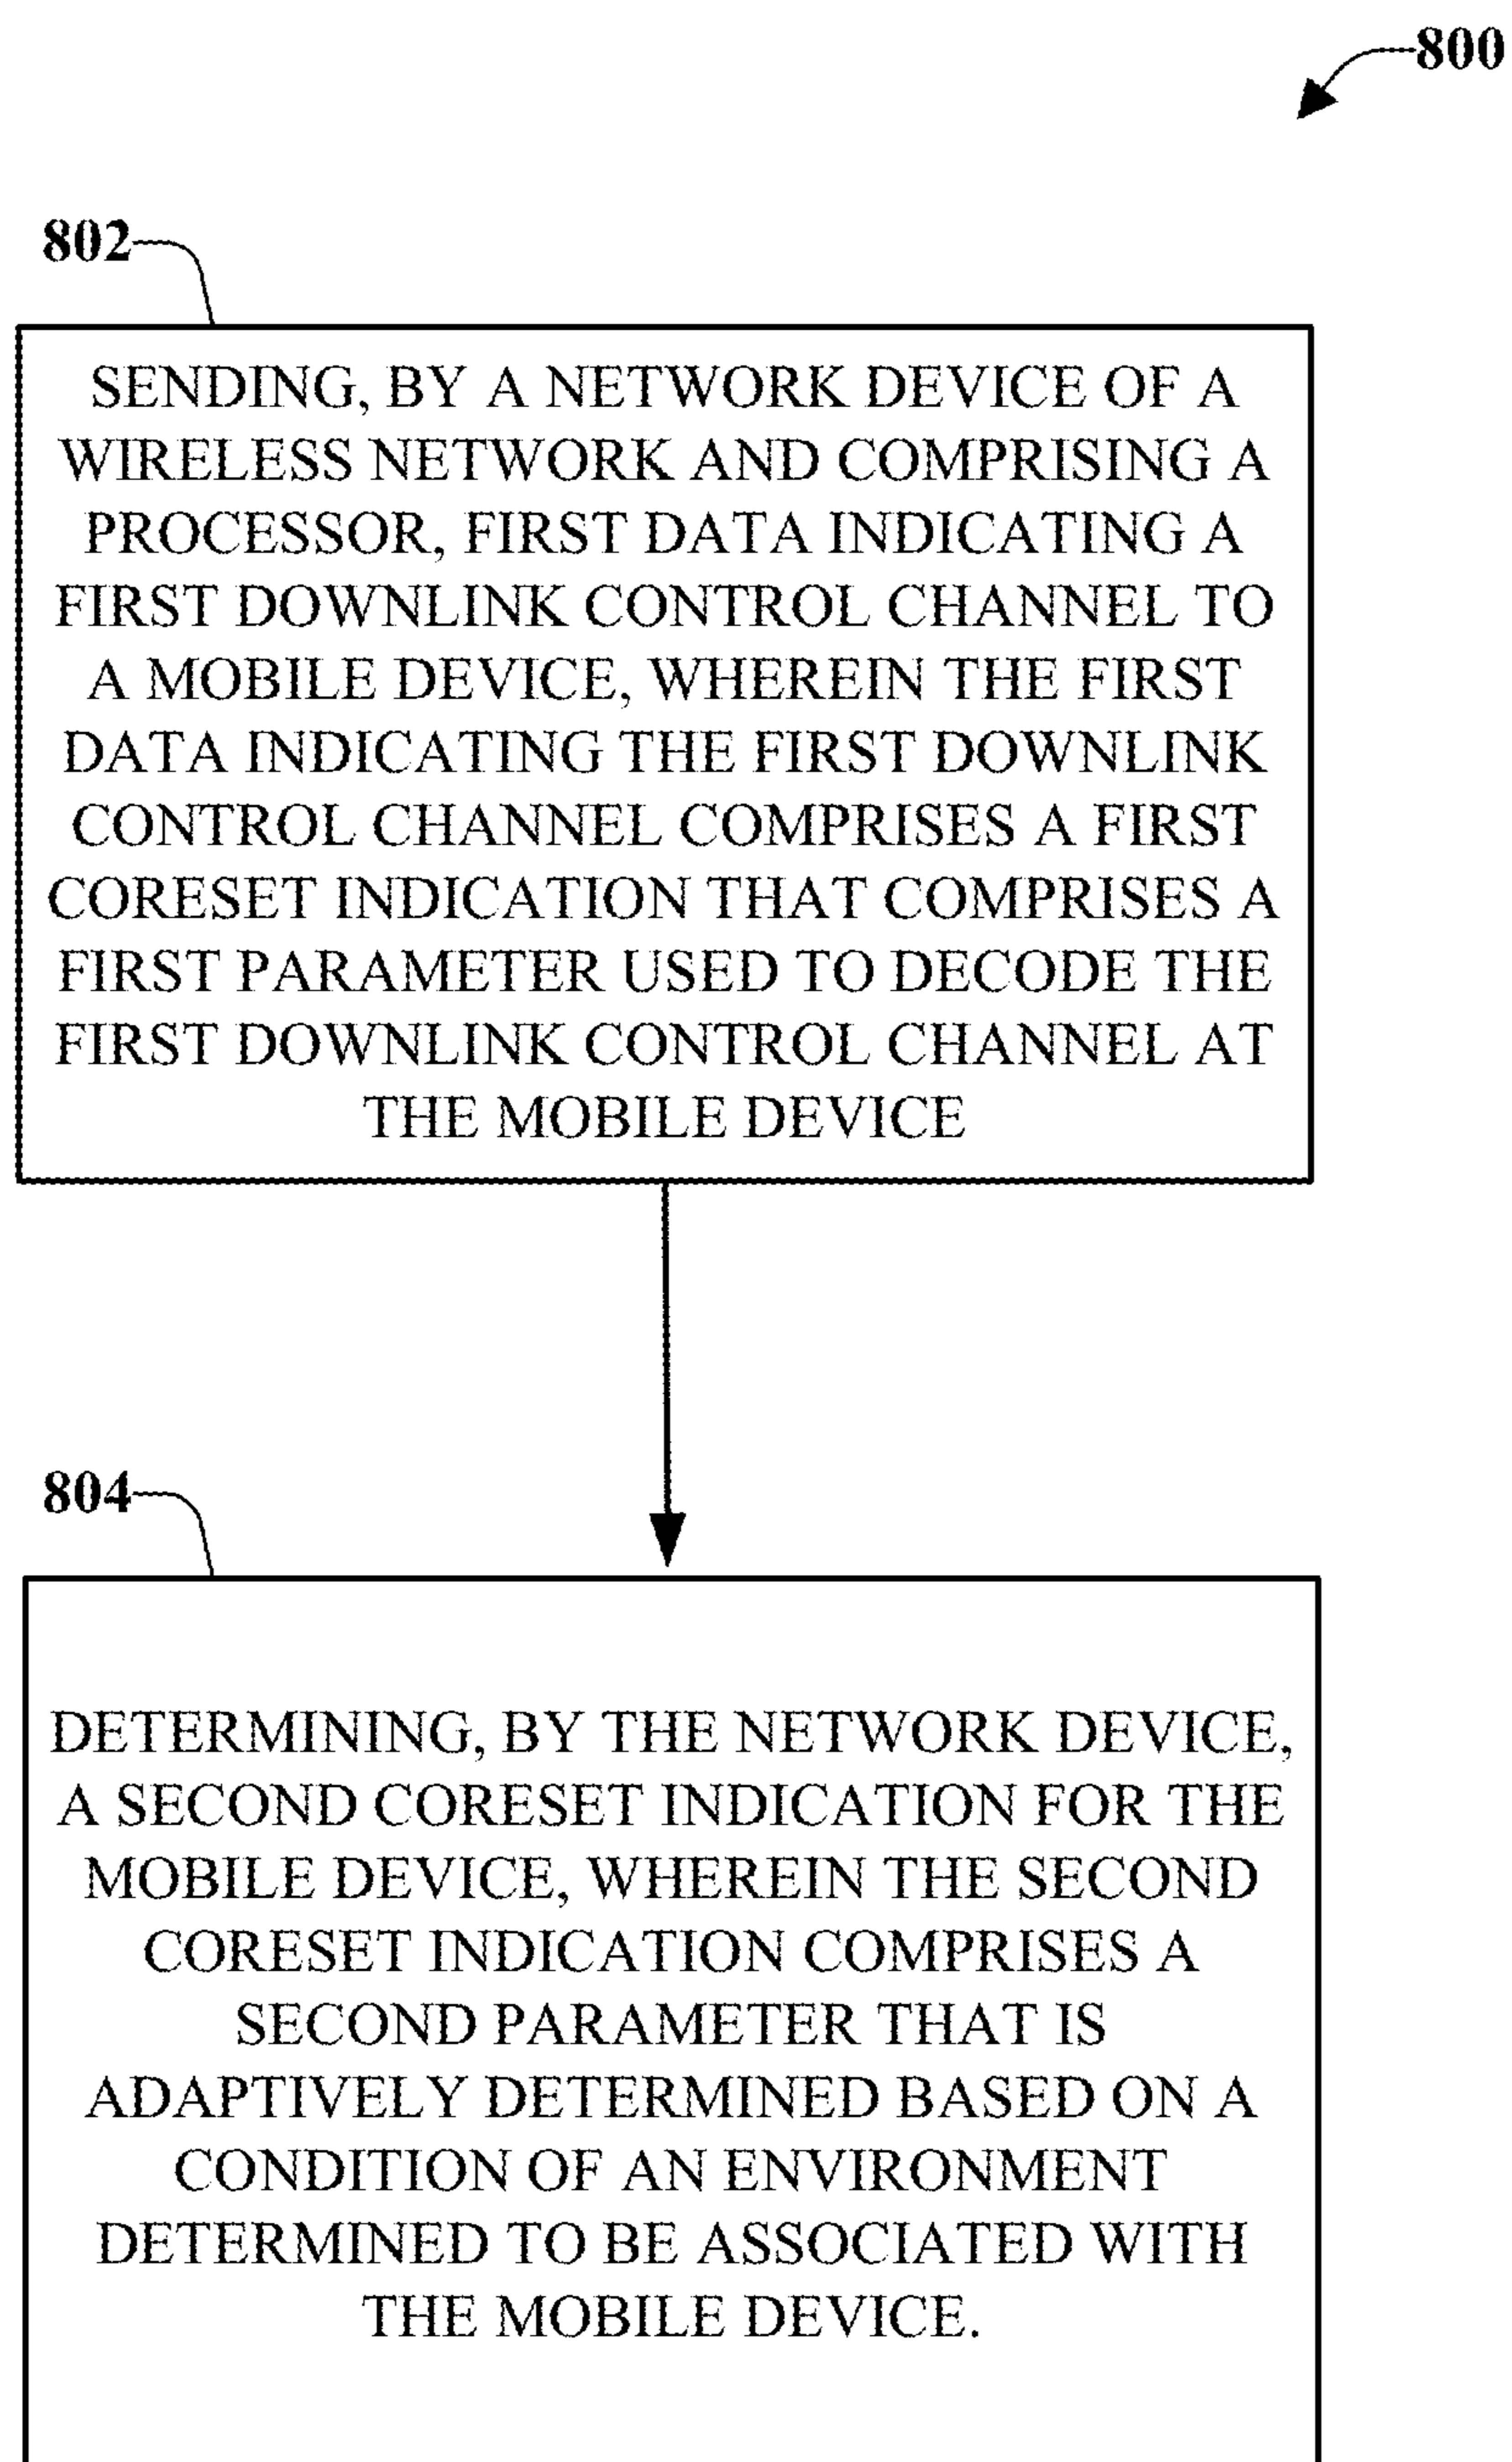 800
802
SENDING, BY A NETWORK DEVICE OF A
WIRELESS NETWORK AND COMPRISING A
PROCESSOR, FIRST DATA INDICATING A
FIRST DOWNLINK CONTROL CHANNEL TO
A MOBILE DEVICE, WHEREIN THE FIRST
DATA INDICATING THE FIRST DOWNLINK
CONTROL CHANNEL COMPRISES A FIRST
CORESET INDICATION THAT COMPRISES A
FIRST PARAMETER USED TO DECODE THE
FIRST DOWNLINK CONTROL CHANNEL AT
THE MOBILE DEVICE
804
DETERMINING, BY THE NETWORK DEVICE,
A SECOND CORESET INDICATION FOR THE
MOBILE DEVICE, WHEREIN THE SECOND
CORESET INDICATION COMPRISES A
SECOND PARAMETER THAT IS
ADAPTIVELY DETERMINED BASED ON A
CONDITION OF AN ENVIRONMENT
DETERMINED TO BE ASSOCIATED WITH
THE MOBILE DEVICE.